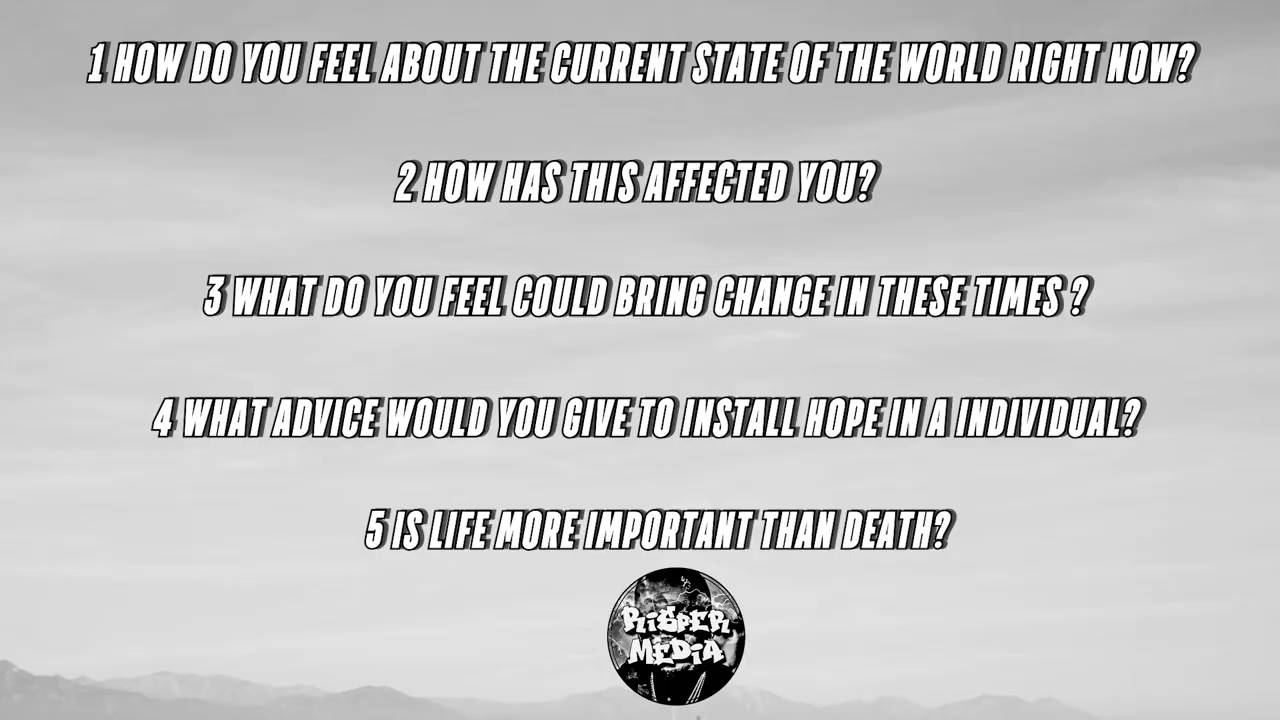 1 HOW DO YOU FEEL ABOUT THE CURRENT STATE OF THE WORLD RIGHT NOW?
2 HOW HAS THIS AFFECTED YOU?
3 WHAT DO YOU FEEL COULD BRING CHANGE IN THESE TIMES ?
4 WHAT ADVICE WOULD YOU GIVE TO INSTALL HOPE IN A INDIVIDUAL?
5 IS LIFE MORE IMPORTANT THAN DEATH?
MEDIA